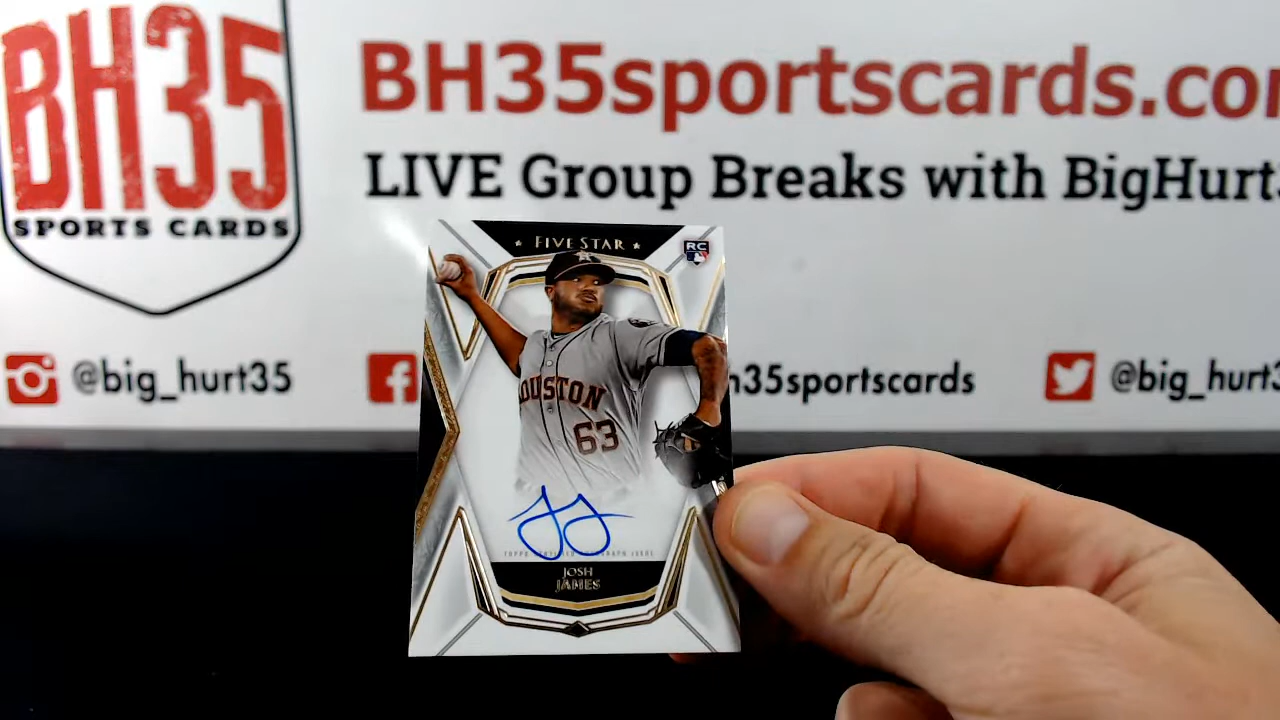 BH35
SPORTS CARDS
BH35sportscards.co
LIVE Group Breaks with BigHurt
@big_hurt35
h35sportscards
@big_hurt3
FIVE STAR
RC
HOUSTON
63
JOSH
JAMES